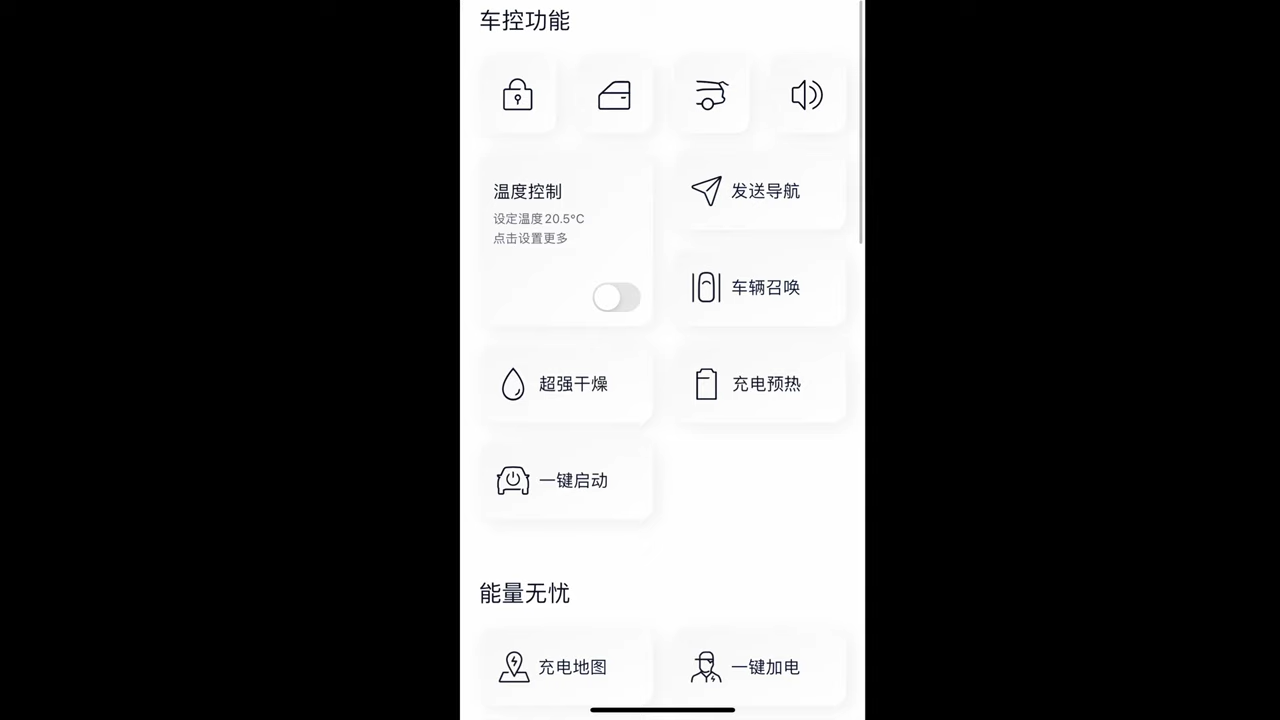 车控功能
温度控制
设定温度20.5°C
点击设置更多
发送导航
车辆召唤
超强干燥
充电预热
一键启动
能量无忧
充电地图
一键加电